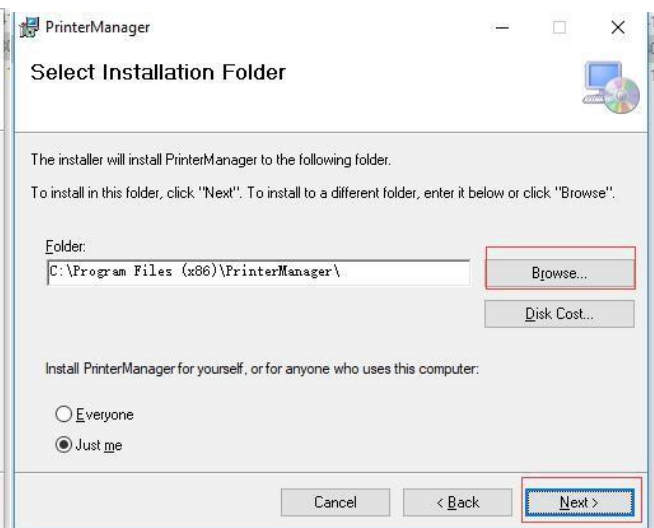 PrinterManager
Select Installation Folder
The installer will install PrinterManager to the following folder.
To install in this folder, click "Next". To install to a different folder, enter it below or click "Browse".
Folder:
C:\Program Files (x86)\PrinterManager\
Browse...
Disk Cost...
Install PrinterManager for yourself, or for anyone who uses this computer:
Everyone
Just me
Cancel
< Back
Next >